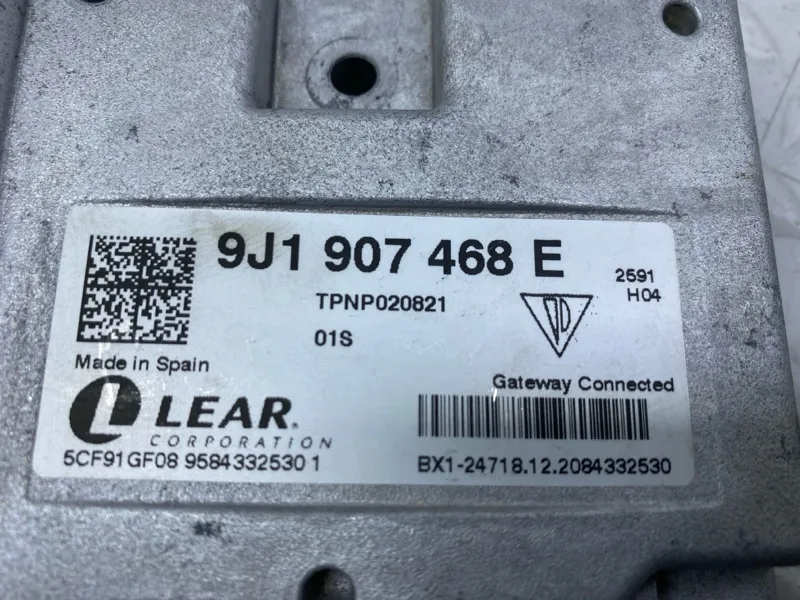 9J1 907 468 E
2591
H04
TPNP020821
01S
Made in Spain
Gateway Connected
LEAR
CORPORATION
5CF91GF08 9584332530 1
BX1-24718.12.2084332530